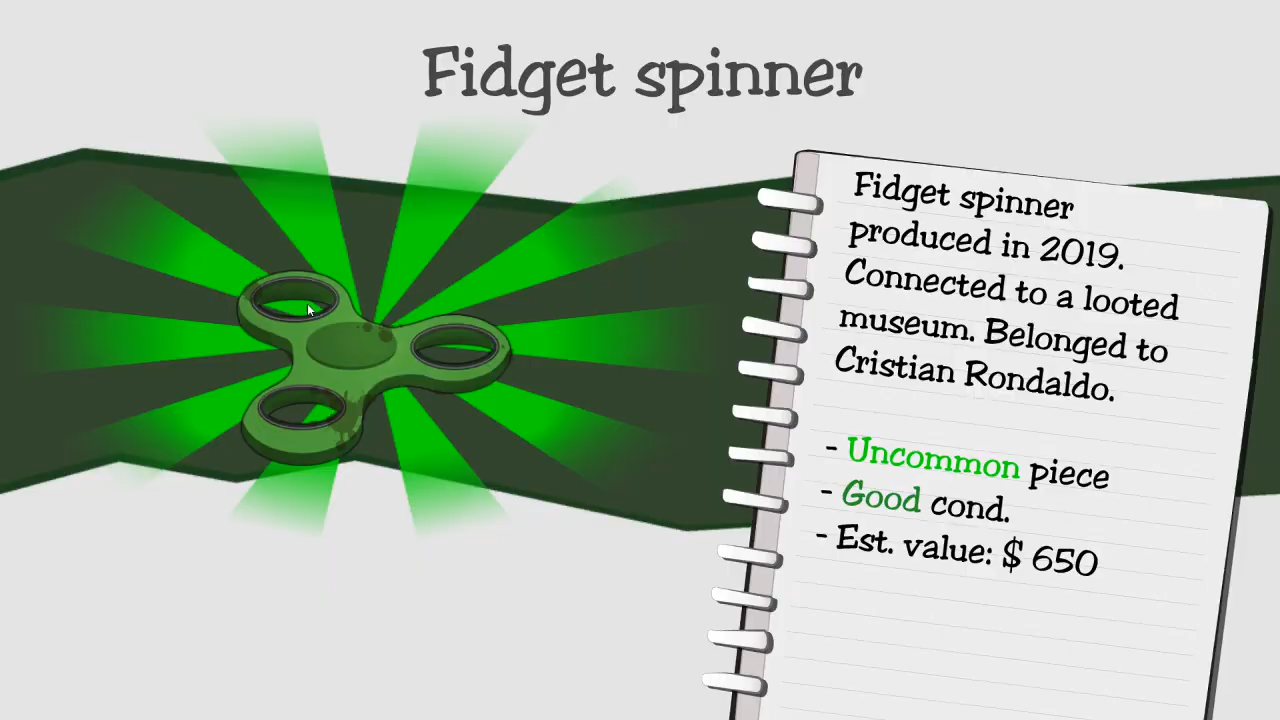 Fidget spinner
Fidget spinner
produced in 2019.
Connected to a looted
museum. Belonged to
Cristian Rondaldo.
- Uncommon piece
- Good cond.
- Est. value: $ 650